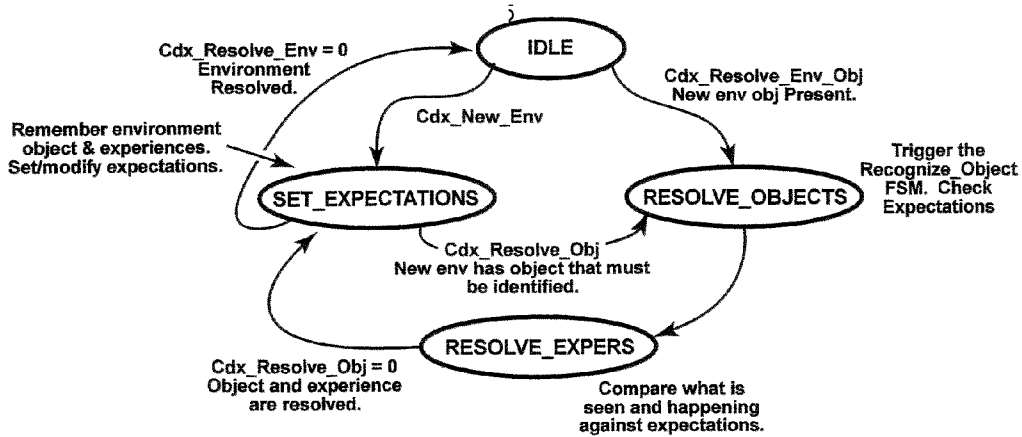 IDLE
Cdx_Resolve_Env = 0
Environment
Resolved.
Cdx_Resolve_Env_Obj
New env obj Present.
Cdx_New_Env
Remember environment
object & experiences.
Set/modify expectations.
Trigger the
Recognize_Object
FSM. Check
Expectations
SET_EXPECTATIONS
RESOLVE_OBJECTS
Cdx_Resolve_Obj
New env has object that must
be identified.
RESOLVE_EXPERS
Cdx_Resolve_Obj = 0
Object and experience
are resolved.
Compare what is
seen and happening
against expectations.